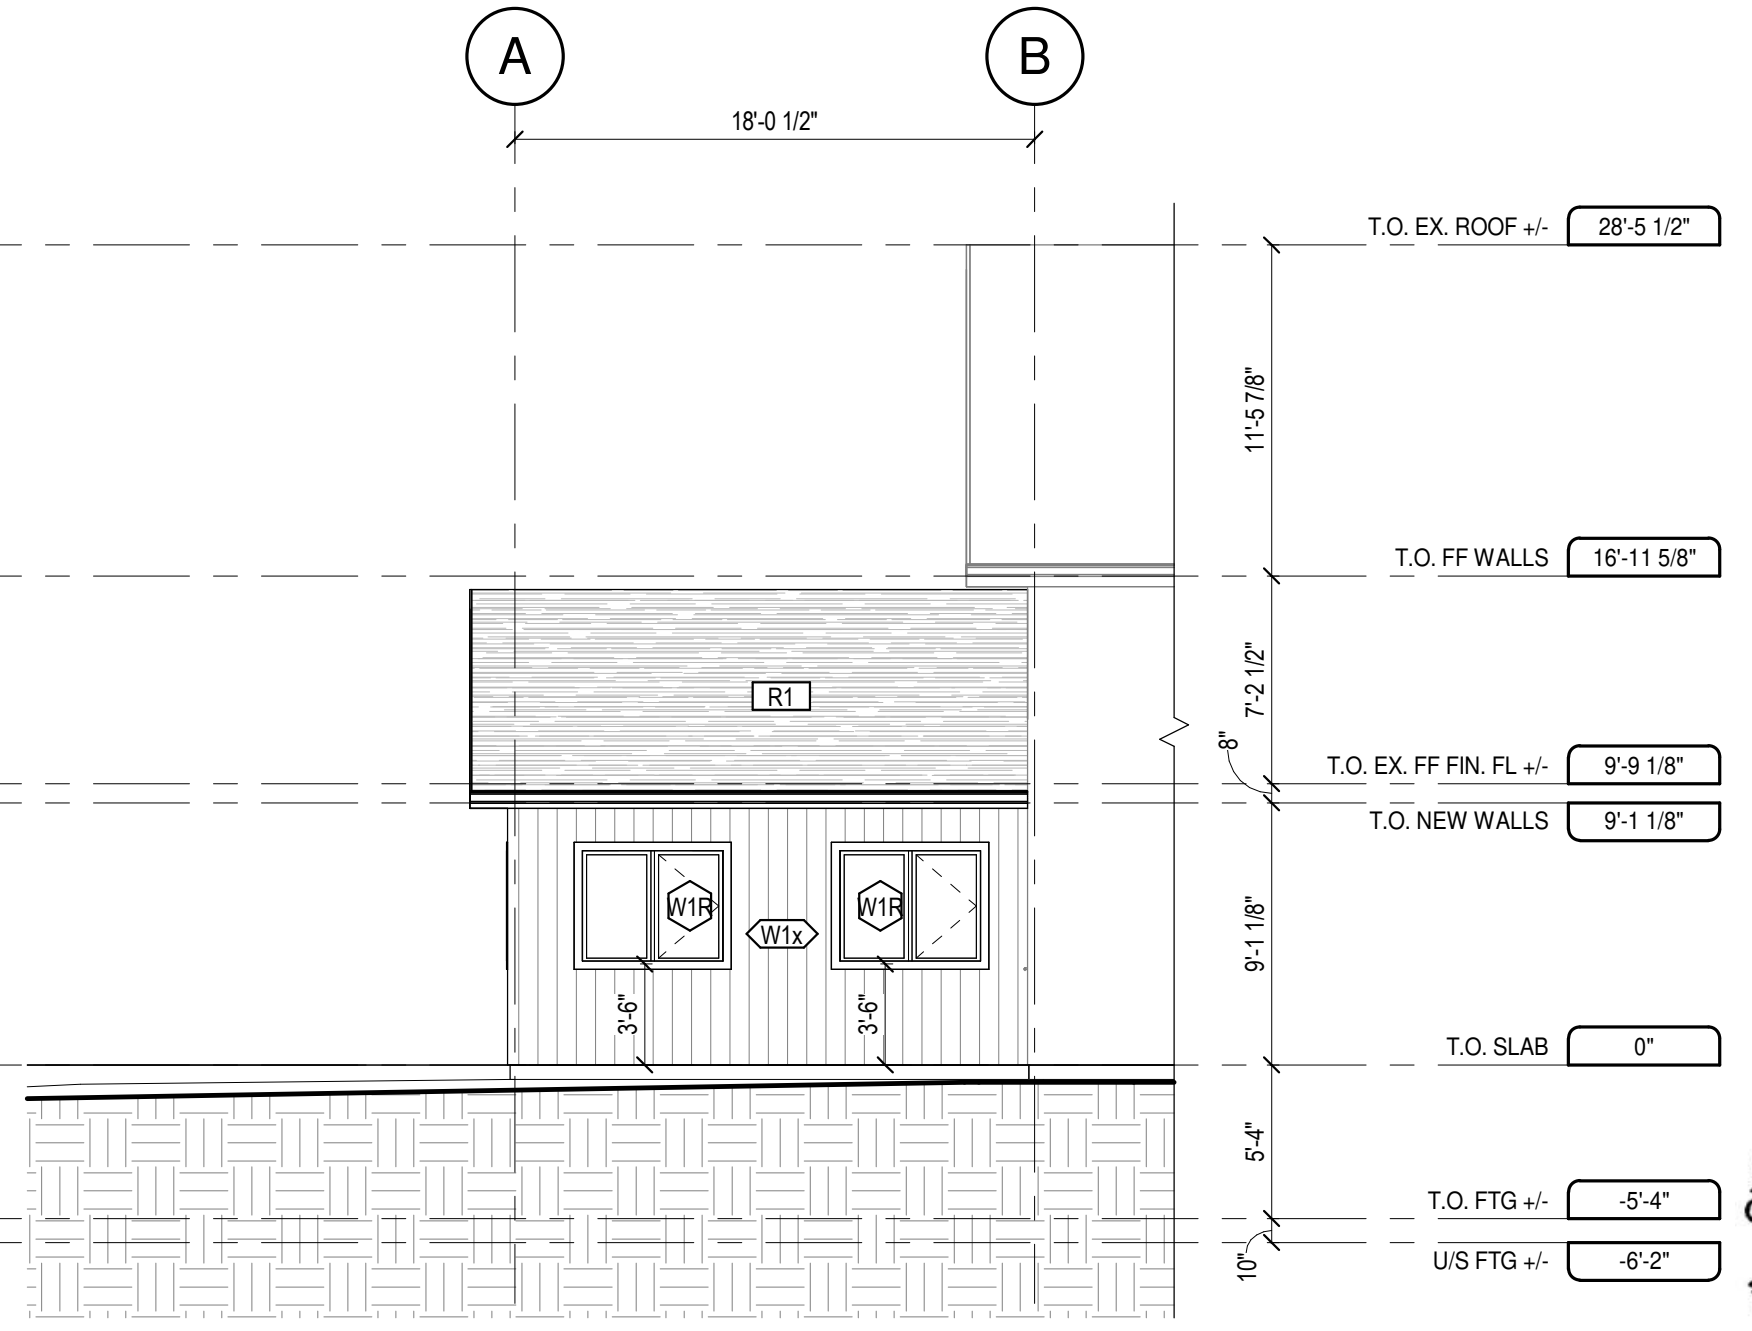 A
B
18'-0 1/2"
T.O. EX. ROOF +/-
28'-5 1/2"
11'-5 7/8"
T.O. FF WALLS
16'-11 5/8"
R1
7'-2 1/2"
8"
T.O. EX. FF FIN. FL +/-
9'-9 1/8"
T.O. NEW WALLS
9'-1 1/8"
W1R
W1R
W1x
9'-1 1/8"
3'-6"
3'-6"
T.O. SLAB
0"
5'-4"
T.O. FTG +/-
-5'-4"
10"
U/S FTG +/-
-6'-2"